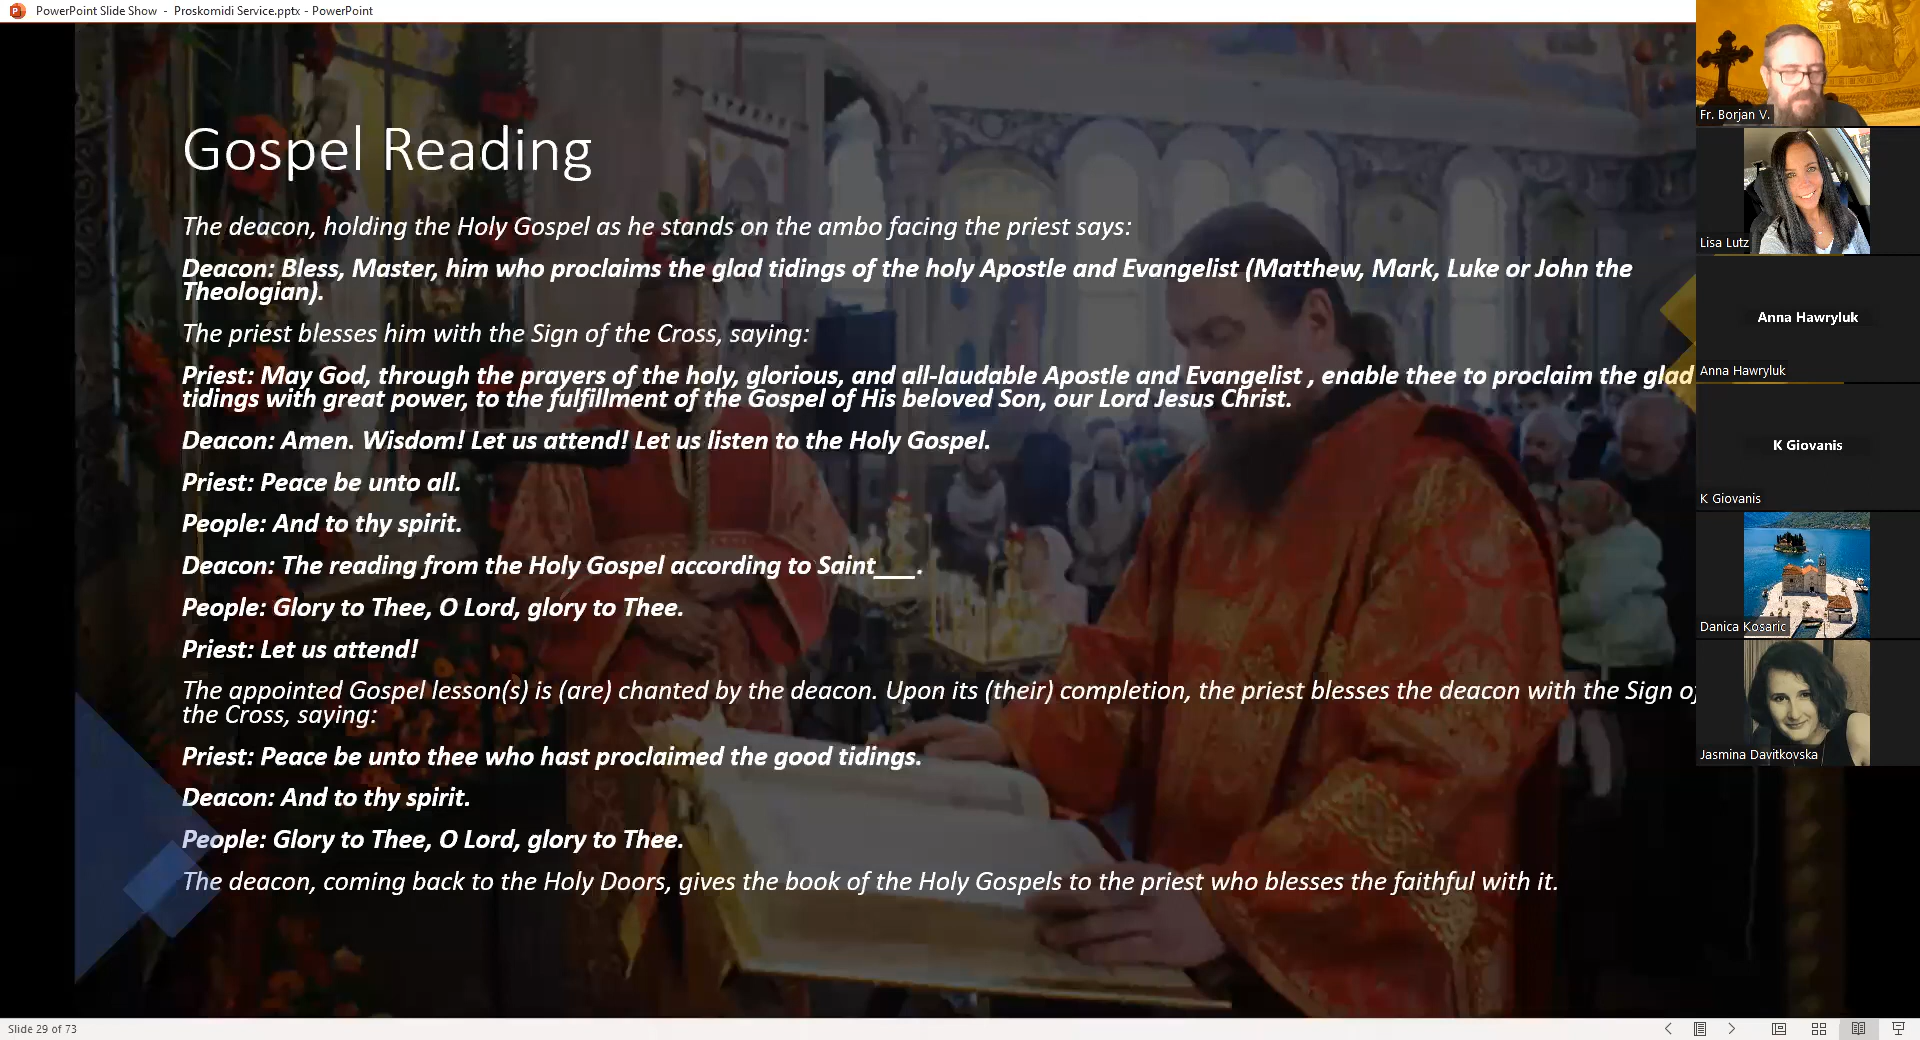 PowerPoint Slide Show - Proskomidi Service.pptx - PowerPoint
Gospel Reading
The deacon, holding the Holy Gospel as he stands on the ambo facing the priest says:
Deacon: Bless, Master, him who proclaims the glad tidings of the holy Apostle and Evangelist (Matthew, Mark, Luke or John the
Theologian).
The priest blesses him with the Sign of the Cross, saying:
Priest: May God, through the prayers of the holy, glorious, and all-laudable Apostle and Evangelist , enable thee to proclaim the glad
tidings with great power, to the fulfillment of the Gospel of His beloved Son, our Lord Jesus Christ.
Deacon: Amen. Wisdom! Let us attend! Let us listen to the Holy Gospel.
Priest: Peace be unto all.
People: And to thy spirit.
Deacon: The reading from the Holy Gospel according to Saint___.
People: Glory to Thee, O Lord, glory to Thee.
Priest: Let us attend!
The appointed Gospel lesson(s) is (are) chanted by the deacon. Upon its (their) completion, the priest blesses the deacon with the Sign of
the Cross, saying:
Priest: Peace be unto thee who hast proclaimed the good tidings.
Deacon: And to thy spirit.
People: Glory to Thee, O Lord, glory to Thee.
The deacon, coming back to the Holy Doors, gives the book of the Holy Gospels to the priest who blesses the faithful with it.
Fr. Borjan V.
Lisa Lutz
Anna Hawryluk
Anna Hawryluk
K Giovanis
K Giovanis
Danica Kosaric
Jasmina Davitkovska
Slide 29 of 73